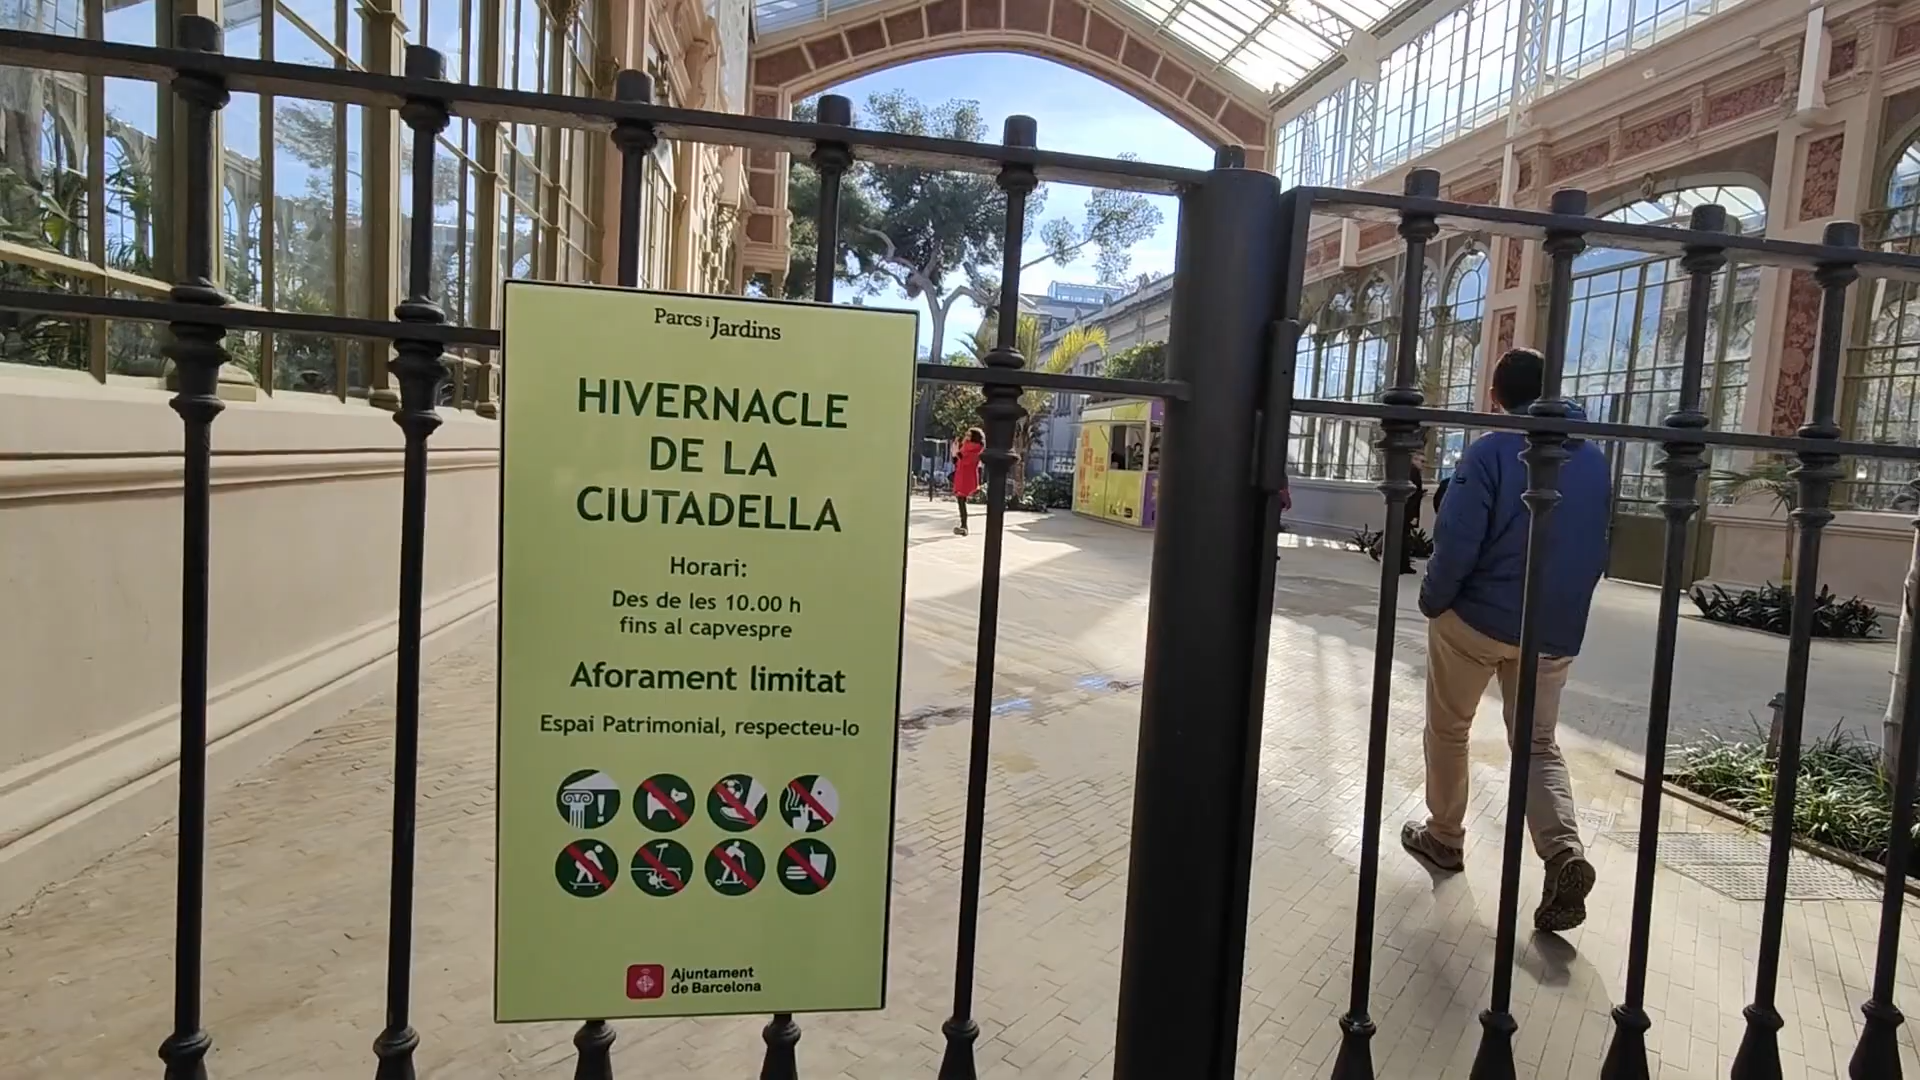 Parcs i Jardins
HIVERNACLE
DE LA
CIUTADELLA
Horari:
Des de les 10.00 h
fins al capvespre
Aforament limitat
Espai Patrimonial, respecteu-lo
Ajuntament
de Barcelona